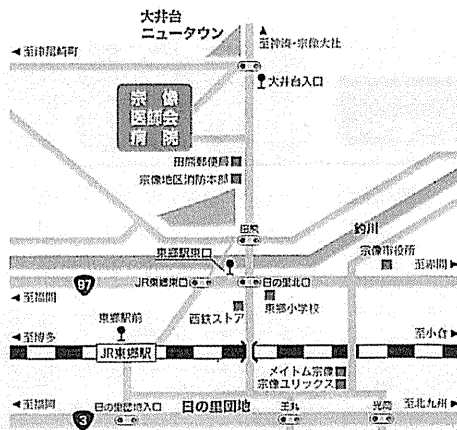 大井台
ニュータウン
◀至津屋崎町
▲至神湊・宗像大社
大井台入口
宗像
医師会
病院
田熊郵便局
宗像地区消防本部
田熊
釣川
東郷駅東口
宗像市役所
97
JR東郷東口
日の里北口
▶至赤間
◀至福間
東郷小学校
西鉄ストア
東郷駅前
◀至博多
▶至小倉
JR東郷駅
メイトム宗像
宗像ユリックス
◀至福岡
3
日の里団地入口
日の里団地
王丸
光岡
▶至北九州